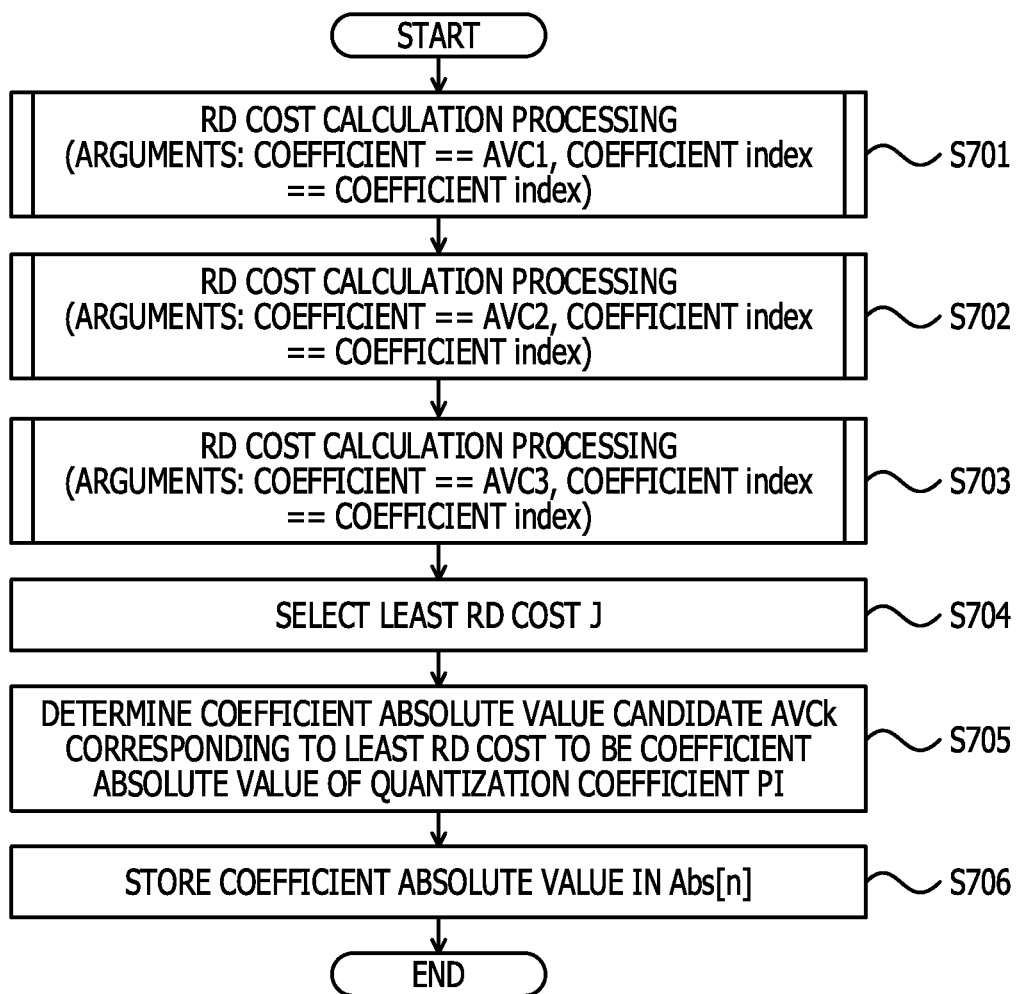 START
RD COST CALCULATION PROCESSING
(ARGUMENTS: COEFFICIENT == AVC1, COEFFICIENT index
== COEFFICIENT index)
S701
RD COST CALCULATION PROCESSING
(ARGUMENTS: COEFFICIENT == AVC2, COEFFICIENT index
== COEFFICIENT index)
S702
RD COST CALCULATION PROCESSING
(ARGUMENTS: COEFFICIENT == AVC3, COEFFICIENT index
== COEFFICIENT index)
S703
SELECT LEAST RD COST J
S704
DETERMINE COEFFICIENT ABSOLUTE VALUE CANDIDATE AVCk
CORRESPONDING TO LEAST RD COST TO BE COEFFICIENT
ABSOLUTE VALUE OF QUANTIZATION COEFFICIENT PI
S705
STORE COEFFICIENT ABSOLUTE VALUE IN Abs[n]
S706
END